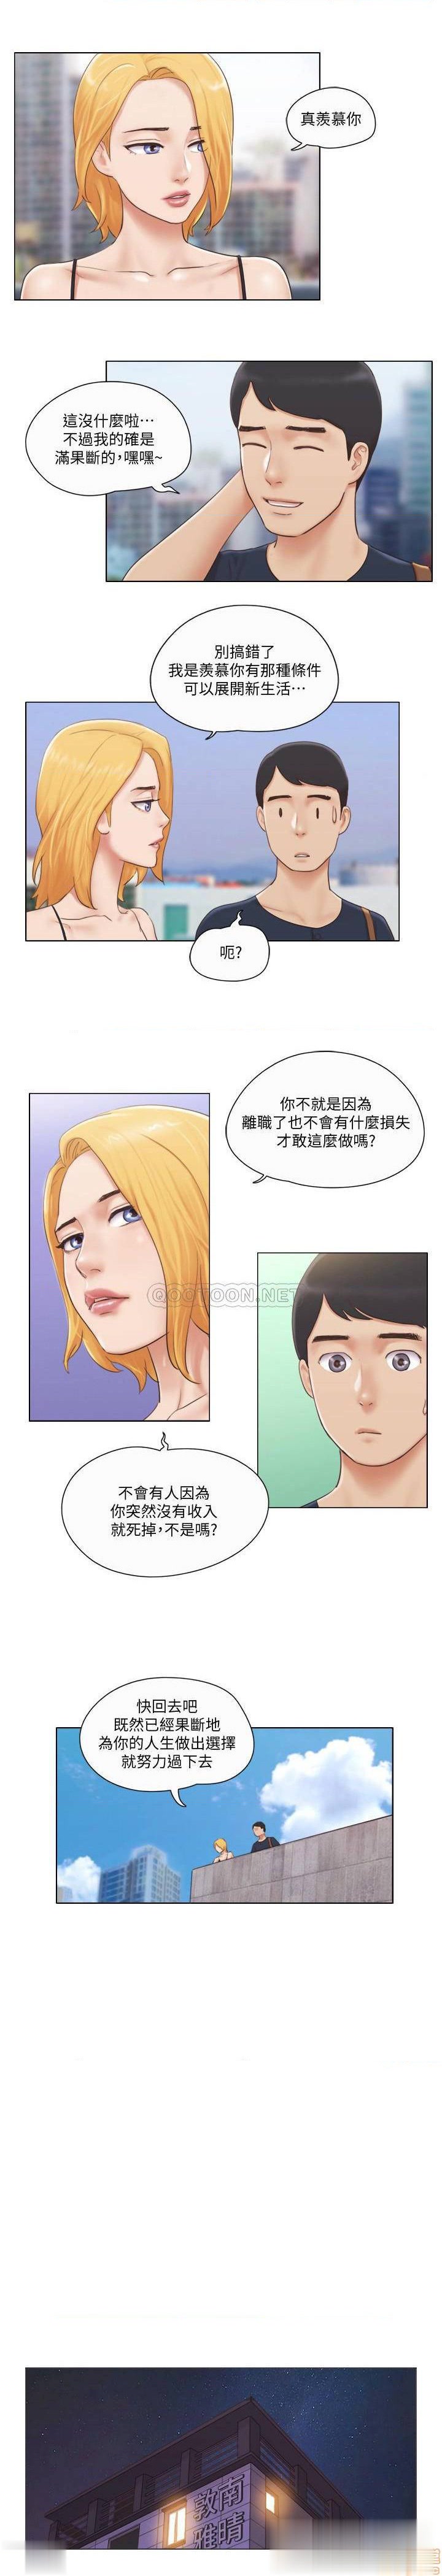 真羨慕你
這沒什麼啦⋯
不過我的確是
滿果斷的，嘿嘿~
別搞錯了
我是羨慕你有那種條件
可以展開新生活⋯
呃?
你不就是因為
離職了也不會有什麼損失
才敢這麼做嗎?
QOOTOON.NET
不會有人因為
你突然沒有收入
就死掉，不是嗎?
快回去吧
既然已經果斷地
為你的人生做出選擇
就努力過下去
敦南
雅晴